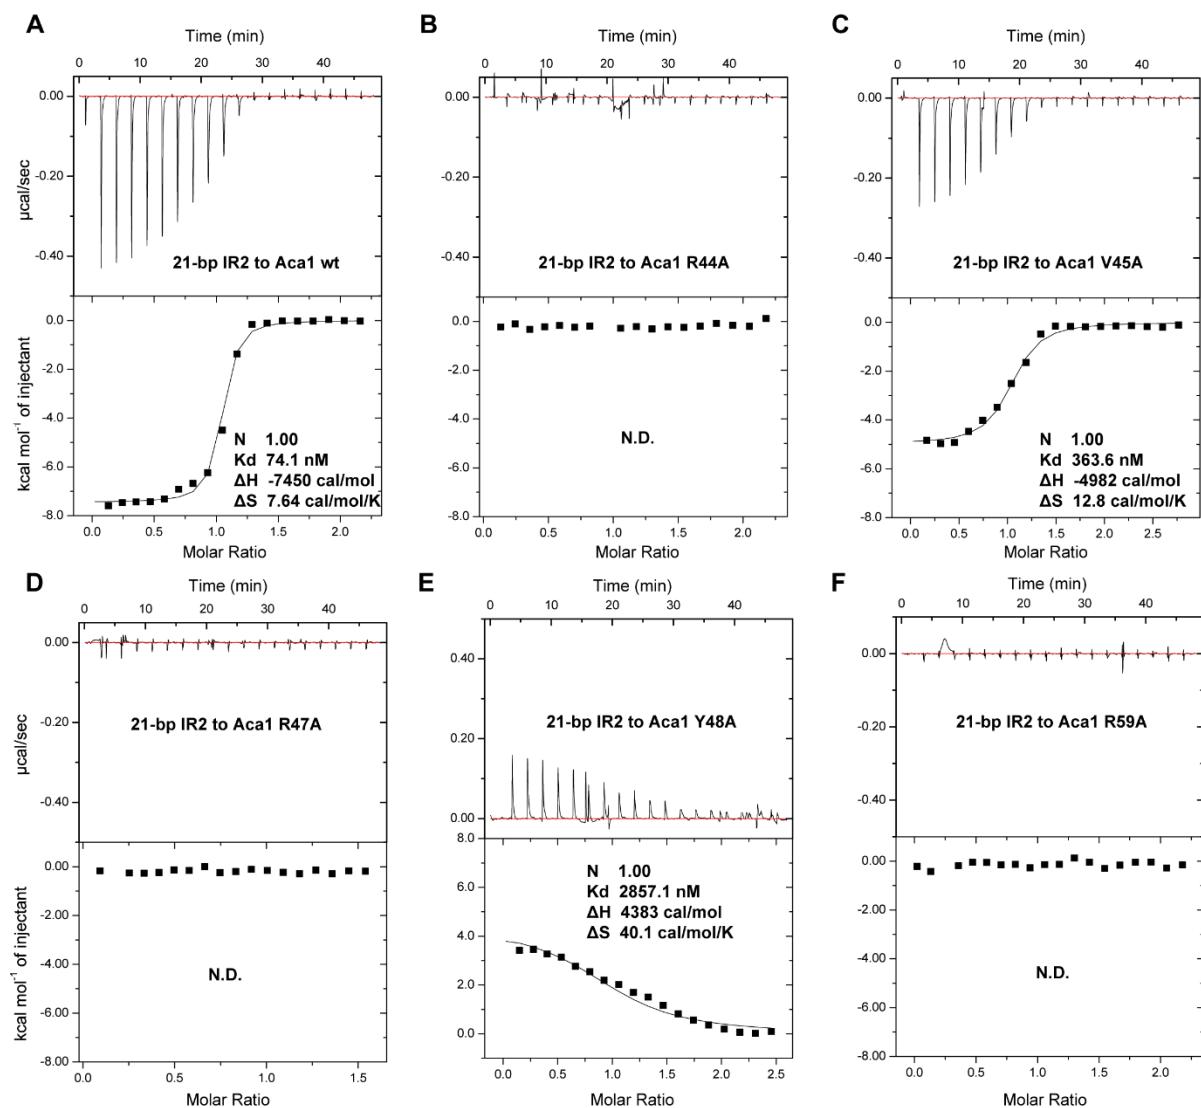 A
Time (min)
0 10 20 30 40
0.00
-0.20
-0.40
µcal/sec
21-bp IR2 to Aca1 wt
0.0
-2.0
-4.0
-6.0
-8.0
kcal mol⁻¹ of injectant
N 1.00
Kd 74.1 nM
ΔH -7450 cal/mol
ΔS 7.64 cal/mol/K
0.0 0.5 1.0 1.5 2.0
Molar Ratio
B
Time (min)
0 10 20 30 40
0.00
-0.20
-0.40
21-bp IR2 to Aca1 R44A
0.0
-2.0
-4.0
-6.0
-8.0
N.D.
0.0 0.5 1.0 1.5 2.0
Molar Ratio
C
Time (min)
0 10 20 30 40
0.00
-0.20
-0.40
21-bp IR2 to Aca1 V45A
0.0
-2.0
-4.0
-6.0
-8.0
N 1.00
Kd 363.6 nM
ΔH -4982 cal/mol
ΔS 12.8 cal/mol/K
0.0 0.5 1.0 1.5 2.0 2.5
Molar Ratio
D
Time (min)
0 10 20 30 40
0.00
-0.20
-0.40
µcal/sec
21-bp IR2 to Aca1 R47A
0.00
-2.00
-4.00
-6.00
-8.00
kcal mol⁻¹ of injectant
N.D.
0.0 0.5 1.0 1.5
Molar Ratio
E
Time (min)
0 10 20 30 40
0.40
0.20
0.00
21-bp IR2 to Aca1 Y48A
8.0
6.0
4.0
2.0
0.0
N 1.00
Kd 2857.1 nM
ΔH 4383 cal/mol
ΔS 40.1 cal/mol/K
0.0 0.5 1.0 1.5 2.0 2.5
Molar Ratio
F
Time (min)
0 10 20 30 40
0.00
-0.20
-0.40
21-bp IR2 to Aca1 R59A
0.00
-2.00
-4.00
-6.00
-8.00
N.D.
0.0 0.5 1.0 1.5 2.0
Molar Ratio